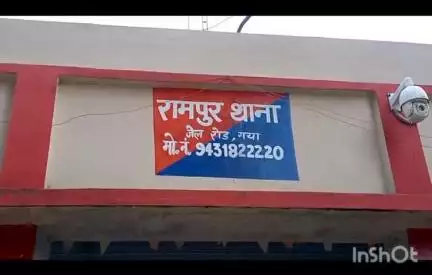 रामपुर थाना
जेल रोड, गया
मो.नं. 9431822220
InShOt